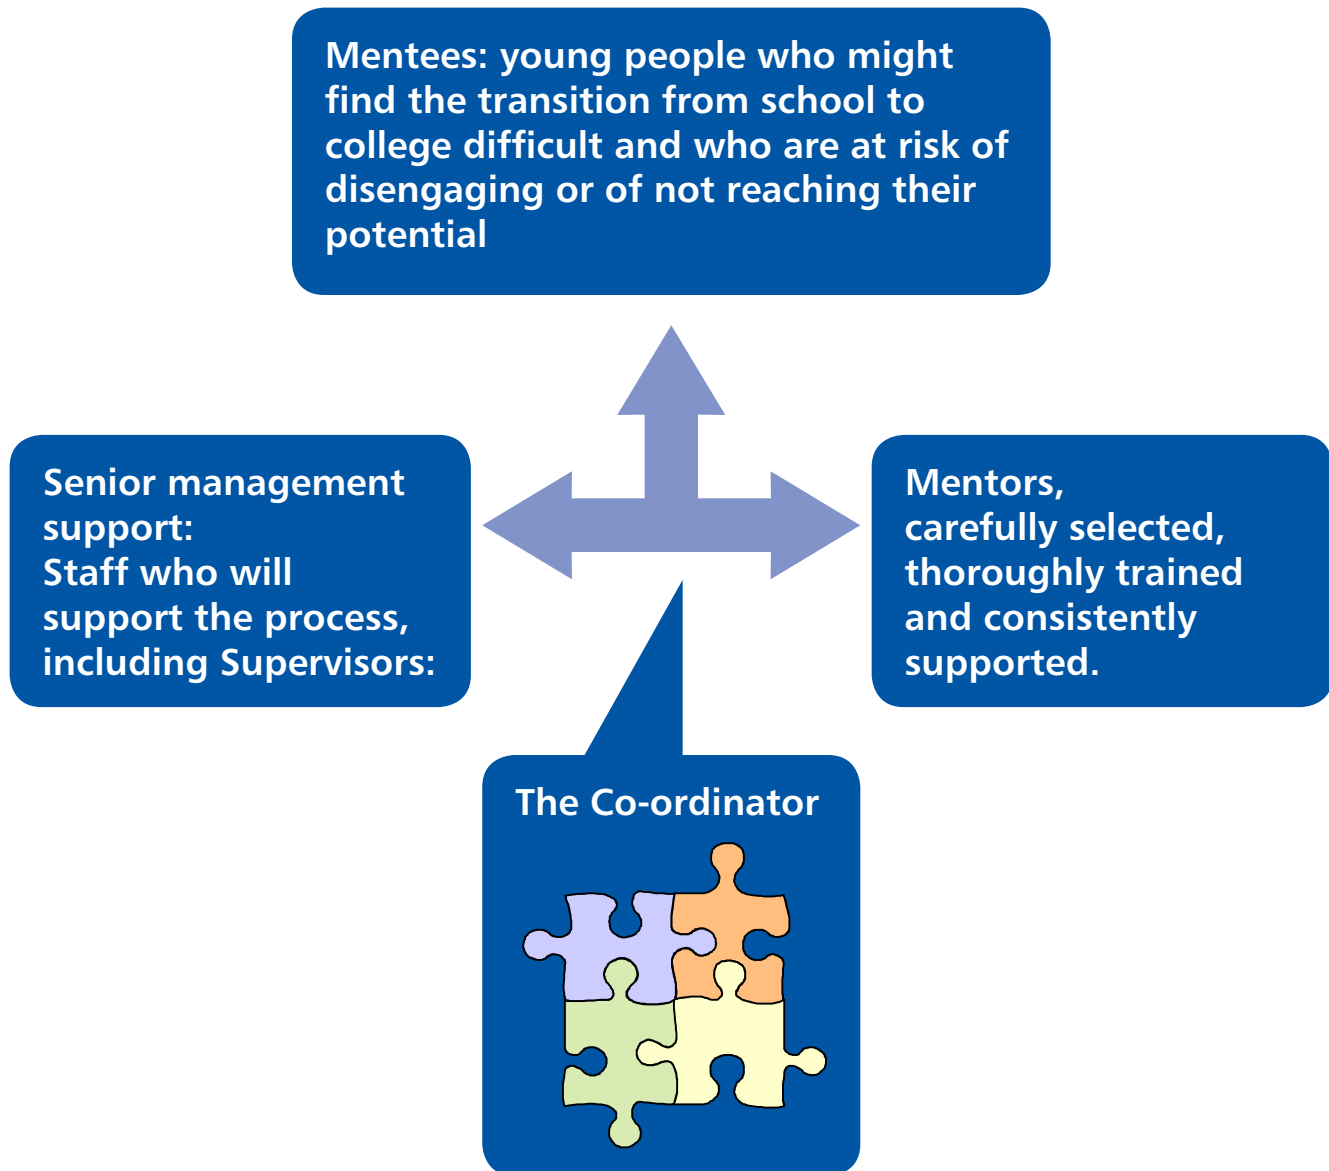 Mentees: young people who might
find the transition from school to
college difficult and who are at risk of
disengaging or of not reaching their
potential
Senior management
support:
Staff who will
support the process,
including Supervisors:
Mentors,
carefully selected,
thoroughly trained
and consistently
supported.
The Co-ordinator